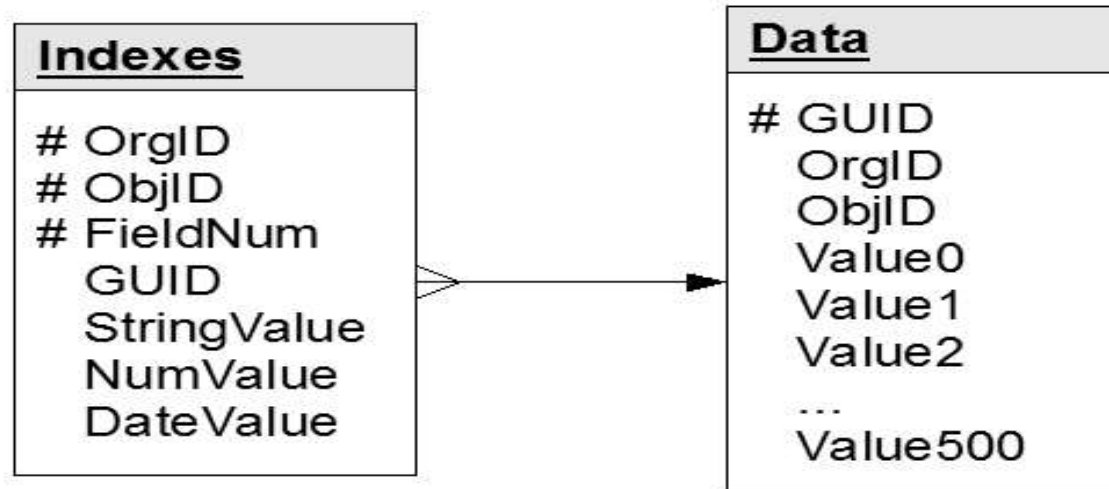 Indexes
# OrgID
# ObjID
# FieldNum
GUID
StringValue
NumValue
DateValue
Data
# GUID
OrgID
ObjID
Value0
Value1
Value2
...
Value500